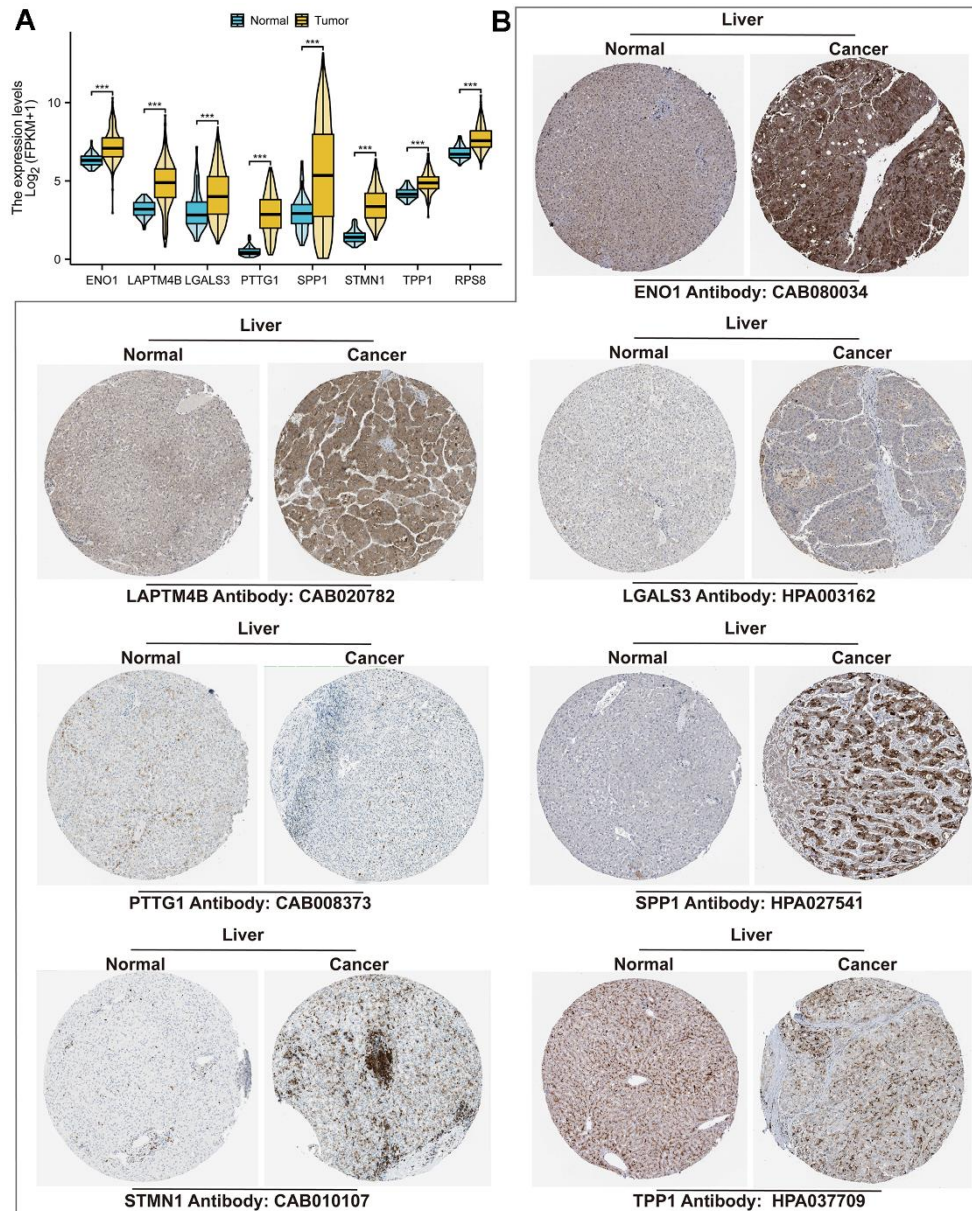 A
Normal Tumor
B
The expression levels
Log2 (FPKM+1)
10
5
0
*** *** *** *** *** *** *** ***
ENO1 LAPTM4B LGALS3 PTTG1 SPP1 STMN1 TPP1 RPS8
Liver
Normal Cancer
ENO1 Antibody: CAB080034
Liver
Normal Cancer
LAPTM4B Antibody: CAB020782
Liver
Normal Cancer
LGALS3 Antibody: HPA003162
Liver
Normal Cancer
PTTG1 Antibody: CAB008373
Liver
Normal Cancer
SPP1 Antibody: HPA027541
Liver
Normal Cancer
STMN1 Antibody: CAB010107
Liver
Normal Cancer
TPP1 Antibody: HPA037709